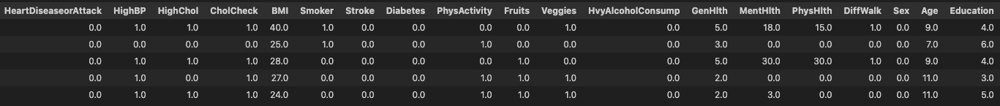 HeartDiseaseorAttack HighBP HighChol CholCheck BMI Smoker Stroke Diabetes PhysActivity Fruits Veggies HvyAlcoholConsump GenHlth MentHlth PhysHlth DiffWalk Sex Age Education
0.0 1.0 1.0 1.0 40.0 1.0 0.0 0.0 0.0 0.0 1.0 0.0 5.0 18.0 15.0 1.0 0.0 9.0 4.0
0.0 0.0 0.0 0.0 25.0 1.0 0.0 0.0 1.0 0.0 0.0 0.0 3.0 0.0 0.0 0.0 0.0 7.0 6.0
0.0 1.0 1.0 1.0 28.0 0.0 0.0 0.0 0.0 1.0 0.0 0.0 5.0 30.0 30.0 1.0 0.0 9.0 4.0
0.0 1.0 0.0 1.0 27.0 0.0 0.0 0.0 1.0 1.0 1.0 0.0 2.0 0.0 0.0 0.0 0.0 11.0 3.0
0.0 1.0 1.0 1.0 24.0 0.0 0.0 0.0 1.0 1.0 1.0 0.0 2.0 3.0 0.0 0.0 0.0 11.0 5.0